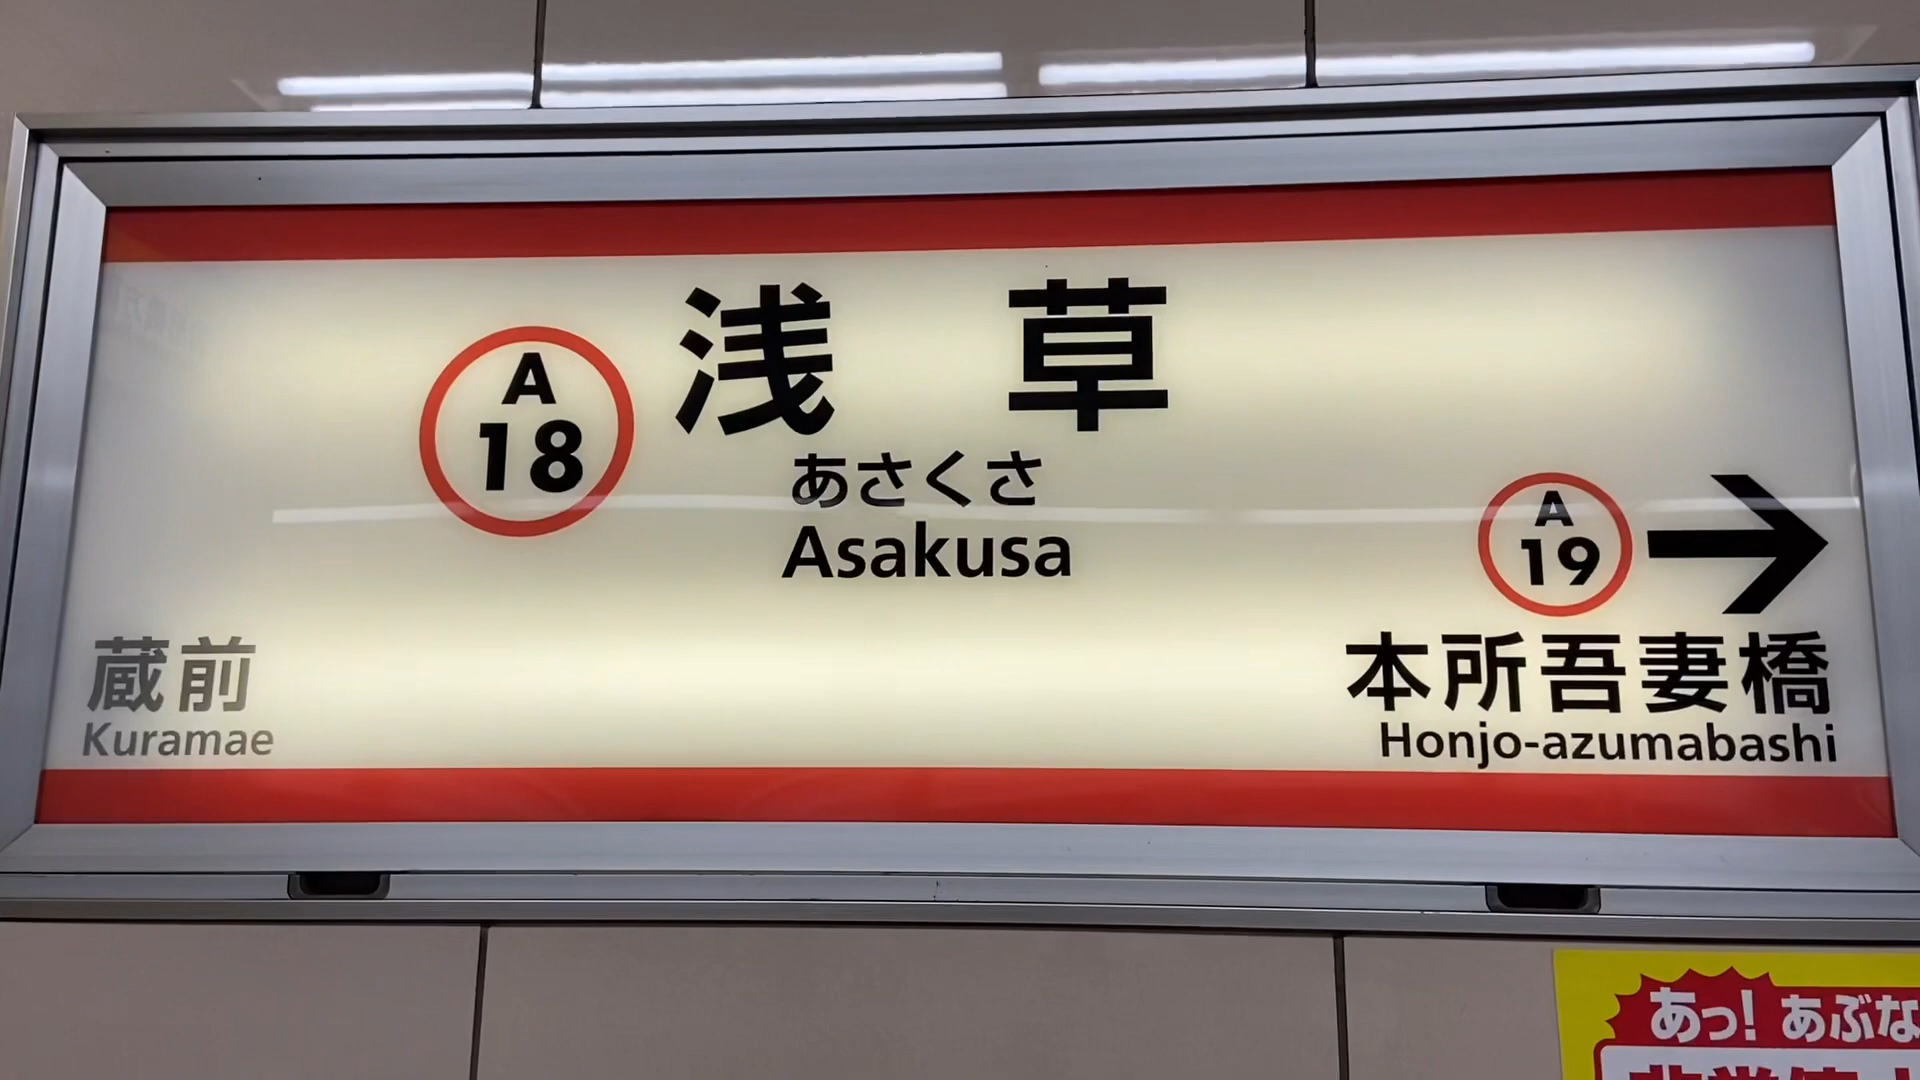 浅草
A
18
あさくさ
Asakusa
A
19
蔵前
Kuramae
本所吾妻橋
Honjo-azumabashi
あっ! あぶな